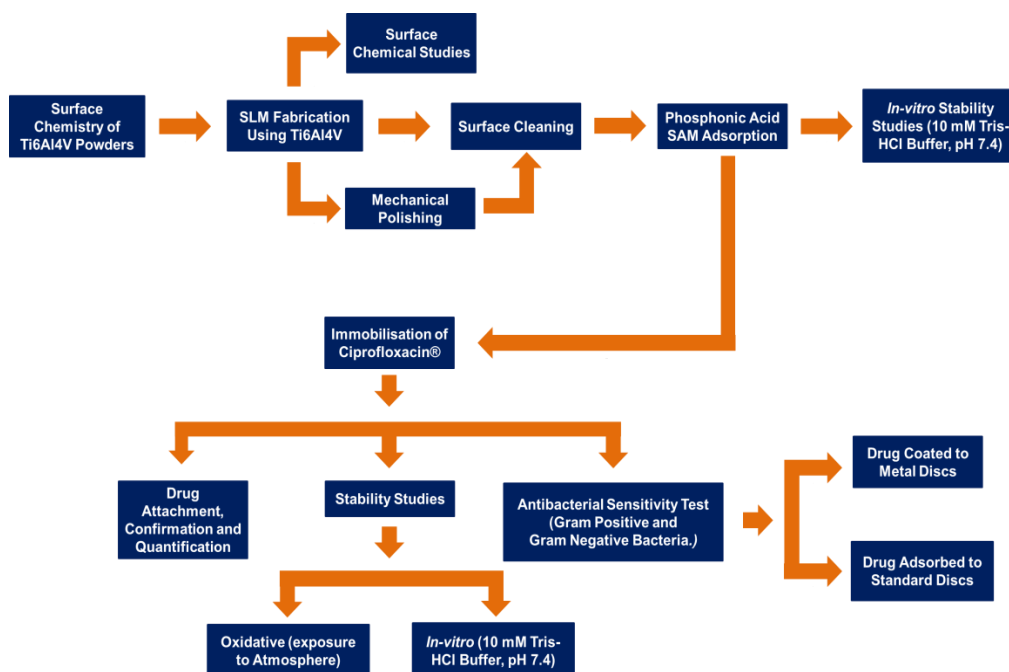 Surface
Chemical Studies
Surface
Chemistry of
Ti6Al4V Powders
SLM Fabrication
Using Ti6Al4V
Surface Cleaning
Phosphonic Acid
SAM Adsorption
In-vitro Stability
Studies (10 mM Tris-
HCl Buffer, pH 7.4)
Mechanical
Polishing
Immobilisation of
Ciprofloxacin®
Drug
Attachment,
Confirmation and
Quantification
Stability Studies
Antibacterial Sensitivity Test
(Gram Positive and
Gram Negative Bacteria.)
Drug Coated to
Metal Discs
Drug Adsorbed to
Standard Discs
Oxidative (exposure
to Atmosphere)
In-vitro (10 mM Tris-
HCl Buffer, pH 7.4)